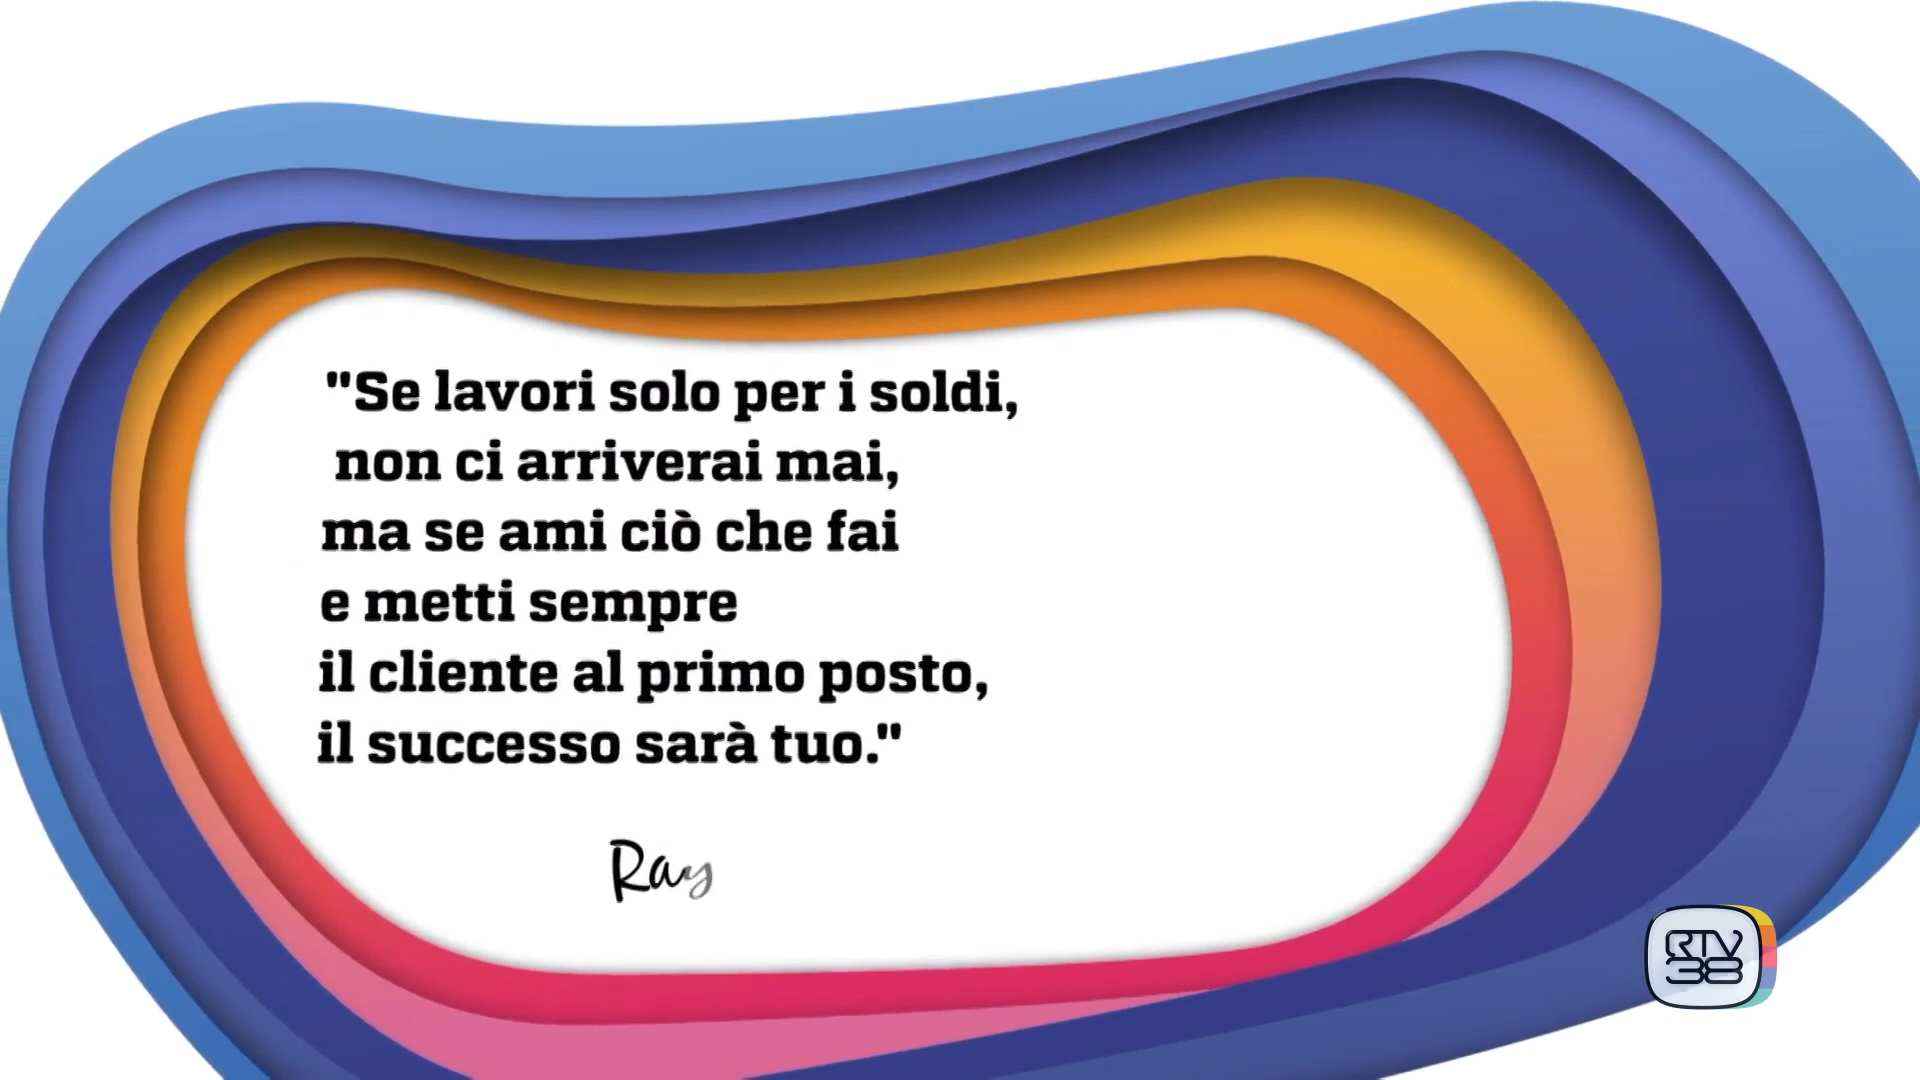 "Se lavori solo per i soldi,
non ci arriverai mai,
ma se ami ciò che fai
e metti sempre
il cliente al primo posto,
il successo sarà tuo."
Ray
RTV
38